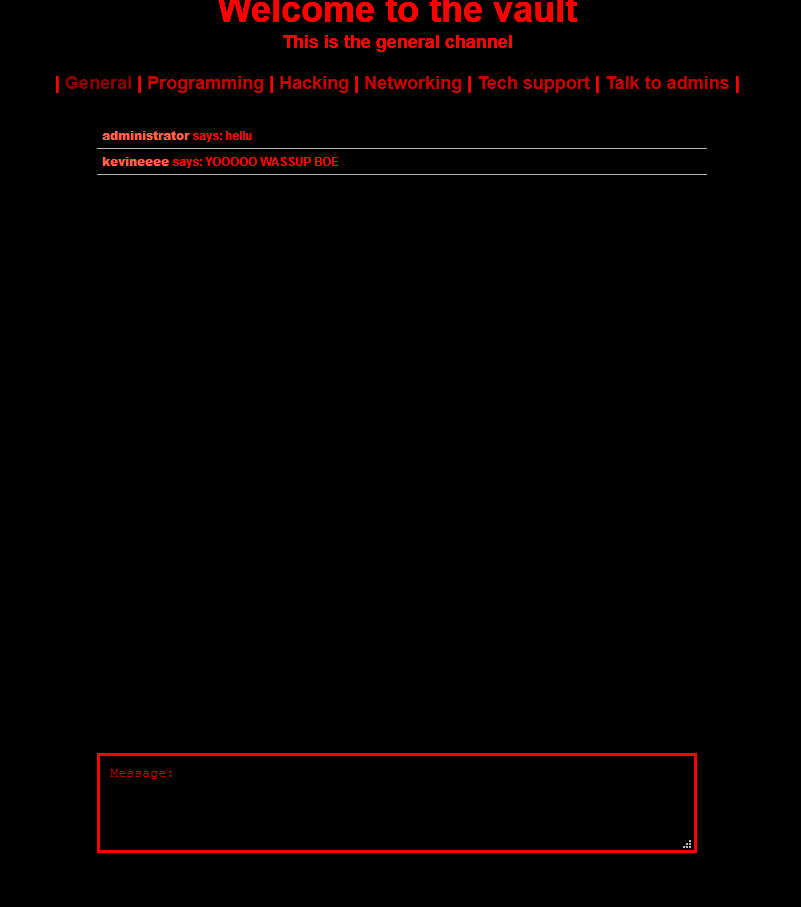 Welcome to the vault
This is the general channel
| General | Programming | Hacking | Networking | Tech support | Talk to admins |
administrator says: hellu
kevineeee says: YOOOOO WASSUP BOE
Message: